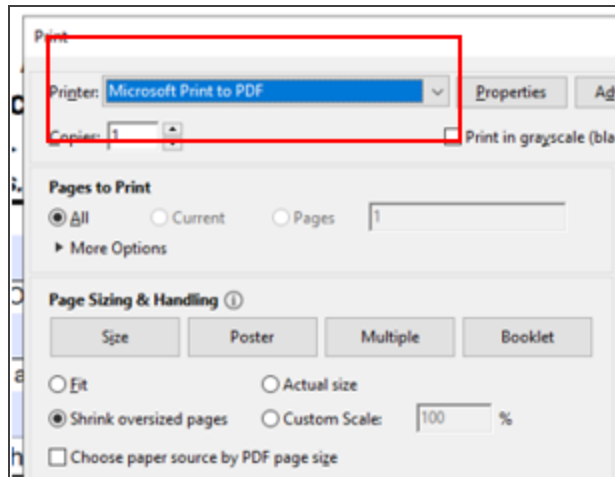 Print
Printer: Microsoft Print to PDF Properties
Copies: 1 Print in grayscale (bla
Pages to Print
All Current Pages 1
More Options
Page Sizing & Handling
Size Poster Multiple Booklet
Fit Actual size
Shrink oversized pages Custom Scale: 100 %
Choose paper source by PDF page size